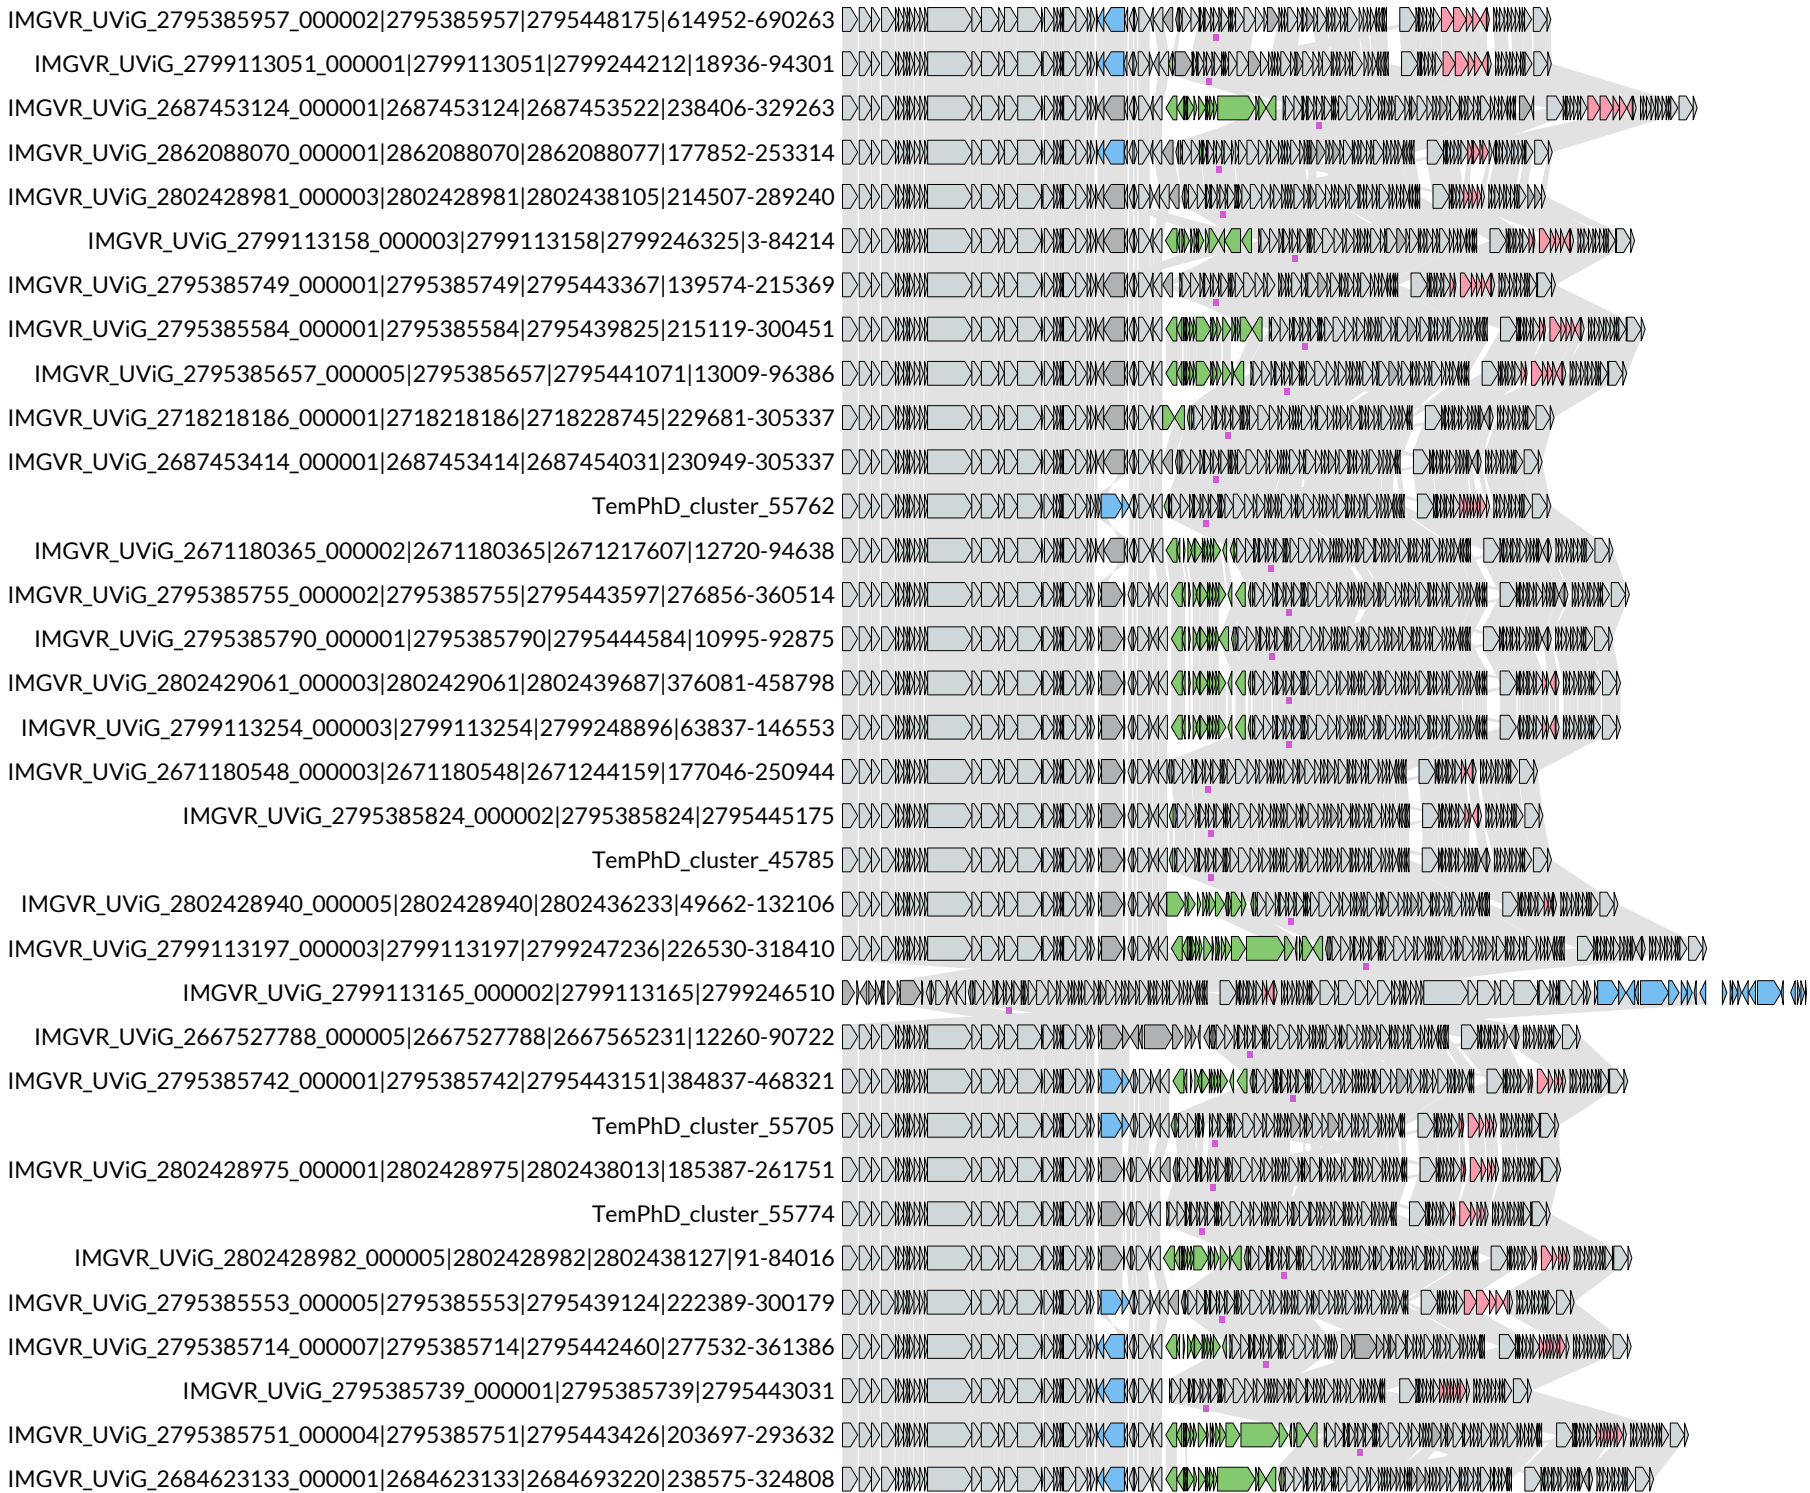 IMGVR_UViG_2795385957_000002|2795385957|2795448175|614952-690263
IMGVR_UViG_2799113051_000001|2799113051|2799244212|18936-94301
IMGVR_UViG_2687453124_000001|2687453124|2687453522|238406-329263
IMGVR_UViG_2862088070_000001|2862088070|2862088077|177852-253314
IMGVR_UViG_2802428981_000003|2802428981|2802438105|214507-289240
IMGVR_UViG_2799113158_000003|2799113158|2799246325|3-84214
IMGVR_UViG_2795385749_000001|2795385749|2795443367|139574-215369
IMGVR_UViG_2795385584_000001|2795385584|2795439825|215119-300451
IMGVR_UViG_2795385657_000005|2795385657|2795441071|13009-96386
IMGVR_UViG_2718218186_000001|2718218186|2718228745|229681-305337
IMGVR_UViG_2687453414_000001|2687453414|2687454031|230949-305337
TemPhD_cluster_55762
IMGVR_UViG_2671180365_000002|2671180365|2671217607|12720-94638
IMGVR_UViG_2795385755_000002|2795385755|2795443597|276856-360514
IMGVR_UViG_2795385790_000001|2795385790|2795444584|10995-92875
IMGVR_UViG_2802429061_000003|2802429061|2802439687|376081-458798
IMGVR_UViG_2799113254_000003|2799113254|2799248896|63837-146553
IMGVR_UViG_2671180548_000003|2671180548|2671244159|177046-250944
IMGVR_UViG_2795385824_000002|2795385824|2795445175
TemPhD_cluster_45785
IMGVR_UViG_2802428940_000005|2802428940|2802436233|49662-132106
IMGVR_UViG_2799113197_000003|2799113197|2799247236|226530-318410
IMGVR_UViG_2799113165_000002|2799113165|2799246510
IMGVR_UViG_2667527788_000005|2667527788|2667565231|12260-90722
IMGVR_UViG_2795385742_000001|2795385742|2795443151|384837-468321
TemPhD_cluster_55705
IMGVR_UViG_2802428975_000001|2802428975|2802438013|185387-261751
TemPhD_cluster_55774
IMGVR_UViG_2802428982_000005|2802428982|2802438127|91-84016
IMGVR_UViG_2795385553_000005|2795385553|2795439124|222389-300179
IMGVR_UViG_2795385714_000007|2795385714|2795442460|277532-361386
IMGVR_UViG_2795385739_000001|2795385739|2795443031
IMGVR_UViG_2795385751_000004|2795385751|2795443426|203697-293632
IMGVR_UViG_2684623133_000001|2684623133|2684693220|238575-324808